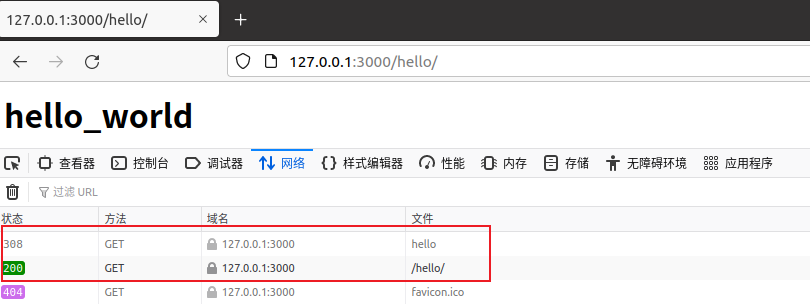 127.0.0.1:3000/hello/
127.0.0.1:3000/hello/
hello_world
查看器 控制台 调试器 网络 样式编辑器 性能 内存 存储 无障碍环境 应用程序
过滤 URL
状态 方法 域名 文件
308 GET 127.0.0.1:3000 hello
200 GET 127.0.0.1:3000 /hello/
404 GET 127.0.0.1:3000 favicon.ico